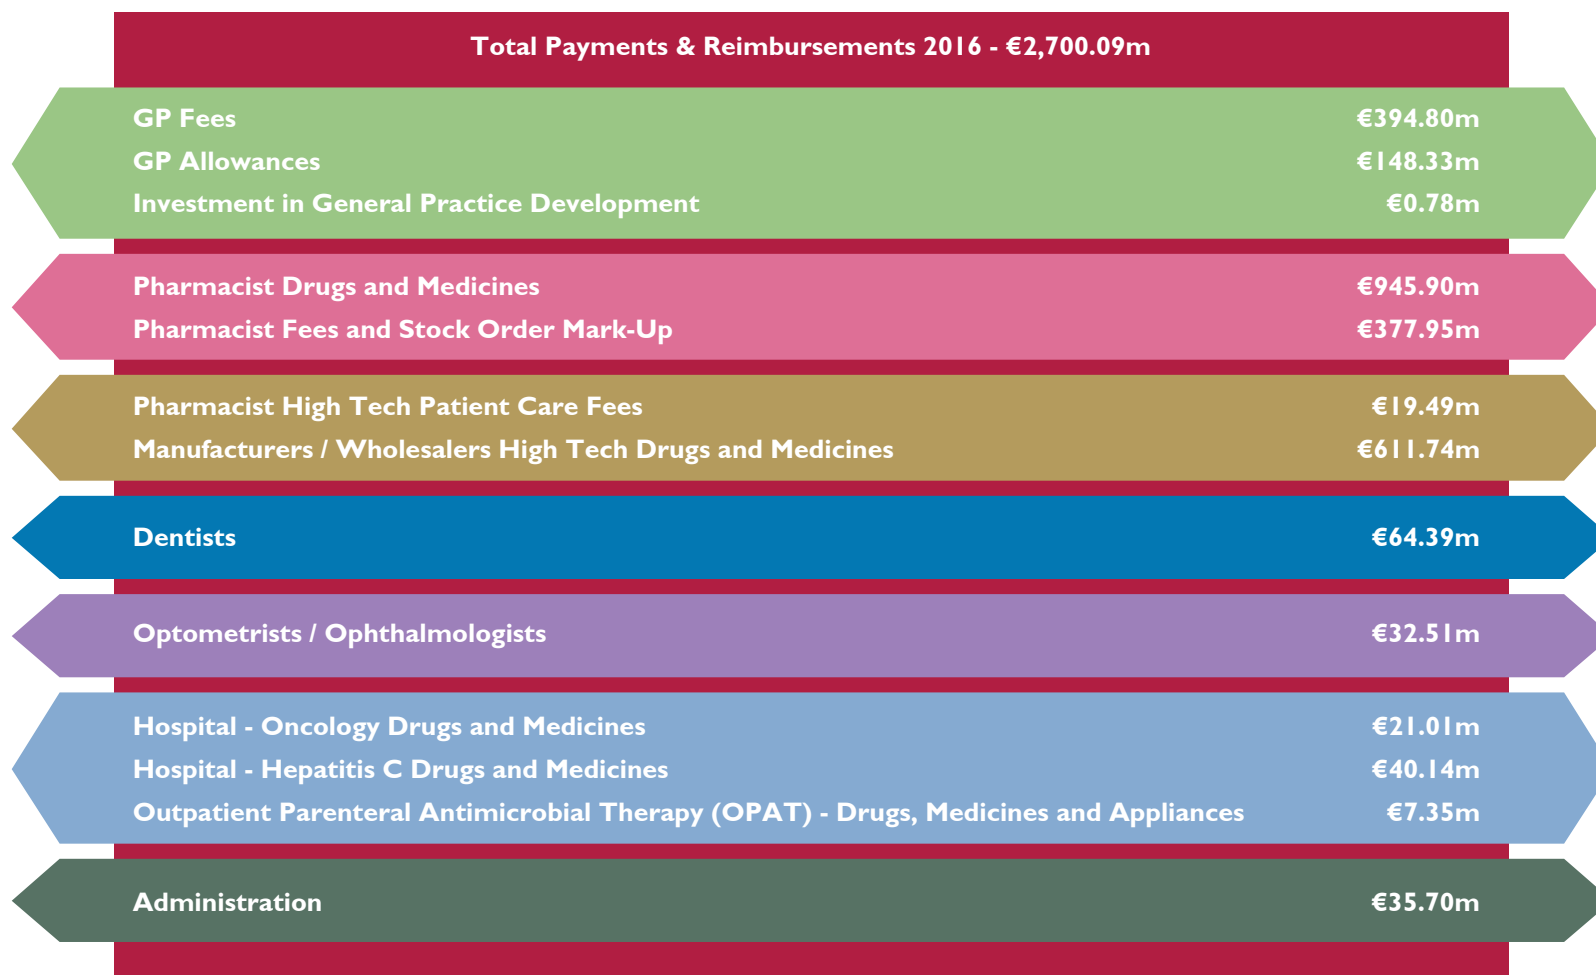 Total Payments & Reimbursements 2016 - €2,700.09m
GP Fees €394.80m
GP Allowances €148.33m
Investment in General Practice Development €0.78m
Pharmacist Drugs and Medicines €945.90m
Pharmacist Fees and Stock Order Mark-Up €377.95m
Pharmacist High Tech Patient Care Fees €19.49m
Manufacturers / Wholesalers High Tech Drugs and Medicines €611.74m
Dentists €64.39m
Optometrists / Ophthalmologists €32.51m
Hospital - Oncology Drugs and Medicines €21.01m
Hospital - Hepatitis C Drugs and Medicines €40.14m
Outpatient Parenteral Antimicrobial Therapy (OPAT) - Drugs, Medicines and Appliances €7.35m
Administration €35.70m